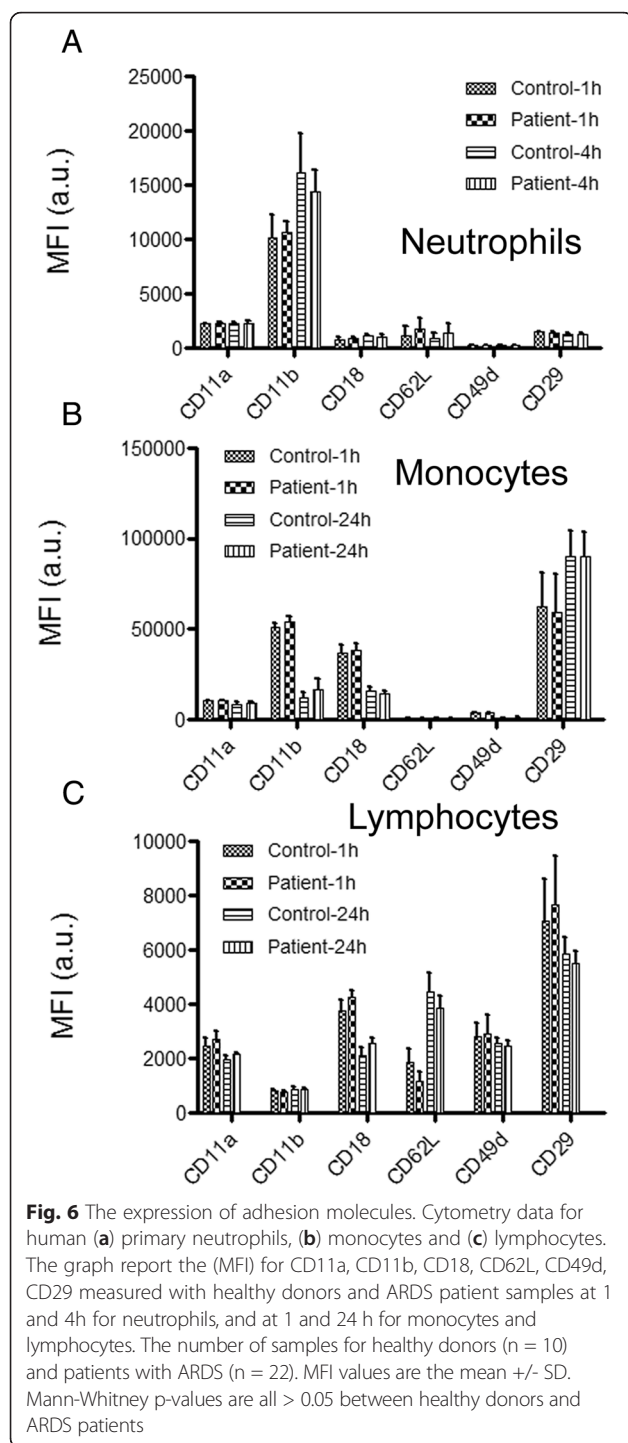 A
25000
20000
15000
10000
5000
0
MFI (a.u.)
Control-1h
Patient-1h
Control-4h
Patient-4h
Neutrophils
CD11a
CD11b
CD18
CD62L
CD49d
CD29
B
150000
100000
50000
0
MFI (a.u.)
Control-1h
Patient-1h
Control-24h
Patient-24h
Monocytes
CD11a
CD11b
CD18
CD62L
CD49d
CD29
C
Lymphocytes
10000
8000
6000
4000
2000
0
MFI (a.u.)
Control-1h
Patient-1h
Control-24h
Patient-24h
CD11a
CD11b
CD18
CD62L
CD49d
CD29
Fig. 6 The expression of adhesion molecules. Cytometry data for
human (a) primary neutrophils, (b) monocytes and (c) lymphocytes.
The graph report the (MFI) for CD11a, CD11b, CD18, CD62L, CD49d,
CD29 measured with healthy donors and ARDS patient samples at 1
and 4h for neutrophils, and at 1 and 24 h for monocytes and
lymphocytes. The number of samples for healthy donors (n = 10)
and patients with ARDS (n = 22). MFI values are the mean +/- SD.
Mann-Whitney p-values are all > 0.05 between healthy donors and
ARDS patients